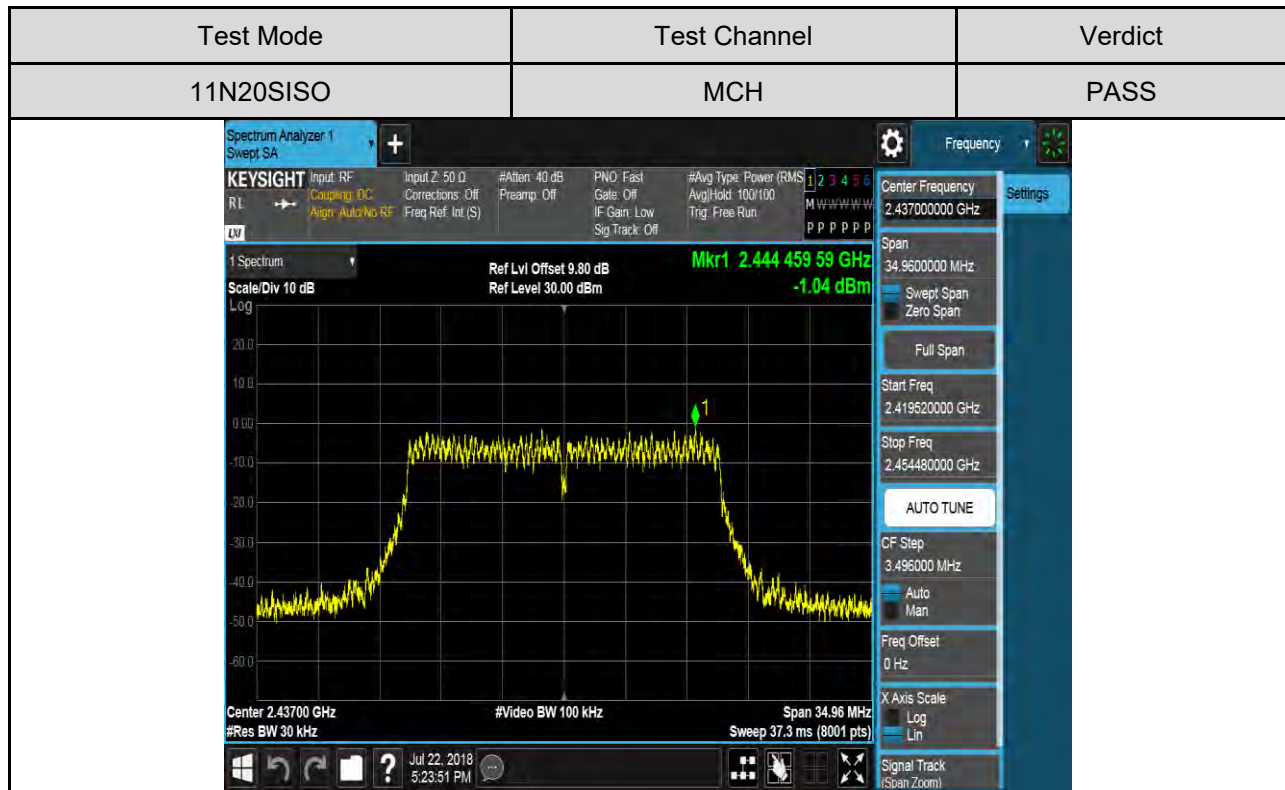 Test Mode Test Channel Verdict
11N20SISO MCH PASS
Spectrum Analyzer 1
Swept SA
+
Frequency
KEYSIGHT
RL
LXI
Input: RF
Coupling: DC
Align: Auto/No RF
Input Z: 50 Ω
Corrections: Off
Freq Ref: Int (S)
#Atten: 40 dB
Preamp: Off
PNO: Fast
Gate: Off
IF Gain: Low
Sig Track: Off
#Avg Type: Power (RMS
Avg|Hold: 100/100
Trig: Free Run
1 2 3 4 5 6
M W W W W W
P P P P P P
1 Spectrum
Scale/Div 10 dB
Log
Ref Lvl Offset 9.80 dB
Ref Level 30.00 dBm
Mkr1 2.444 459 59 GHz
-1.04 dBm
20.0
10.0
0.00
-10.0
-20.0
-30.0
-40.0
-50.0
-60.0
1
Center 2.43700 GHz
#Res BW 30 kHz
#Video BW 100 kHz
Span 34.96 MHz
Sweep 37.3 ms (8001 pts)
Center Frequency
2.437000000 GHz
Settings
Span
34.9600000 MHz
Swept Span
Zero Span
Full Span
Start Freq
2.419520000 GHz
Stop Freq
2.454480000 GHz
AUTO TUNE
CF Step
3.496000 MHz
Auto
Man
Freq Offset
0 Hz
X Axis Scale
Log
Lin
Signal Track
(Span Zoom)
?
Jul 22, 2018
5:23:51 PM